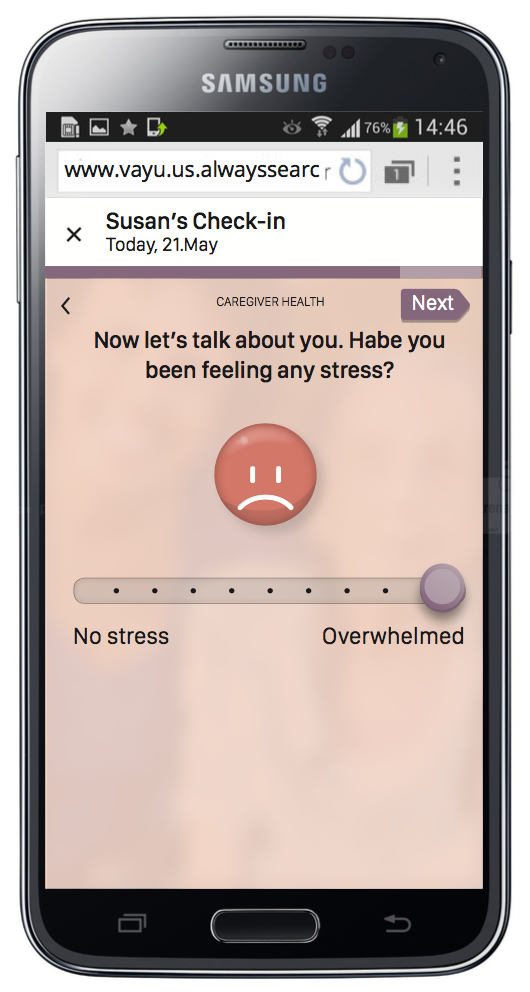 SAMSUNG
76% 14:46
www.vayu.us.alwayssearc
1
Susan's Check-in
Today, 21.May
CAREGIVER HEALTH
Next
Now let's talk about you. Habe you
been feeling any stress?
No stress
Overwhelmed